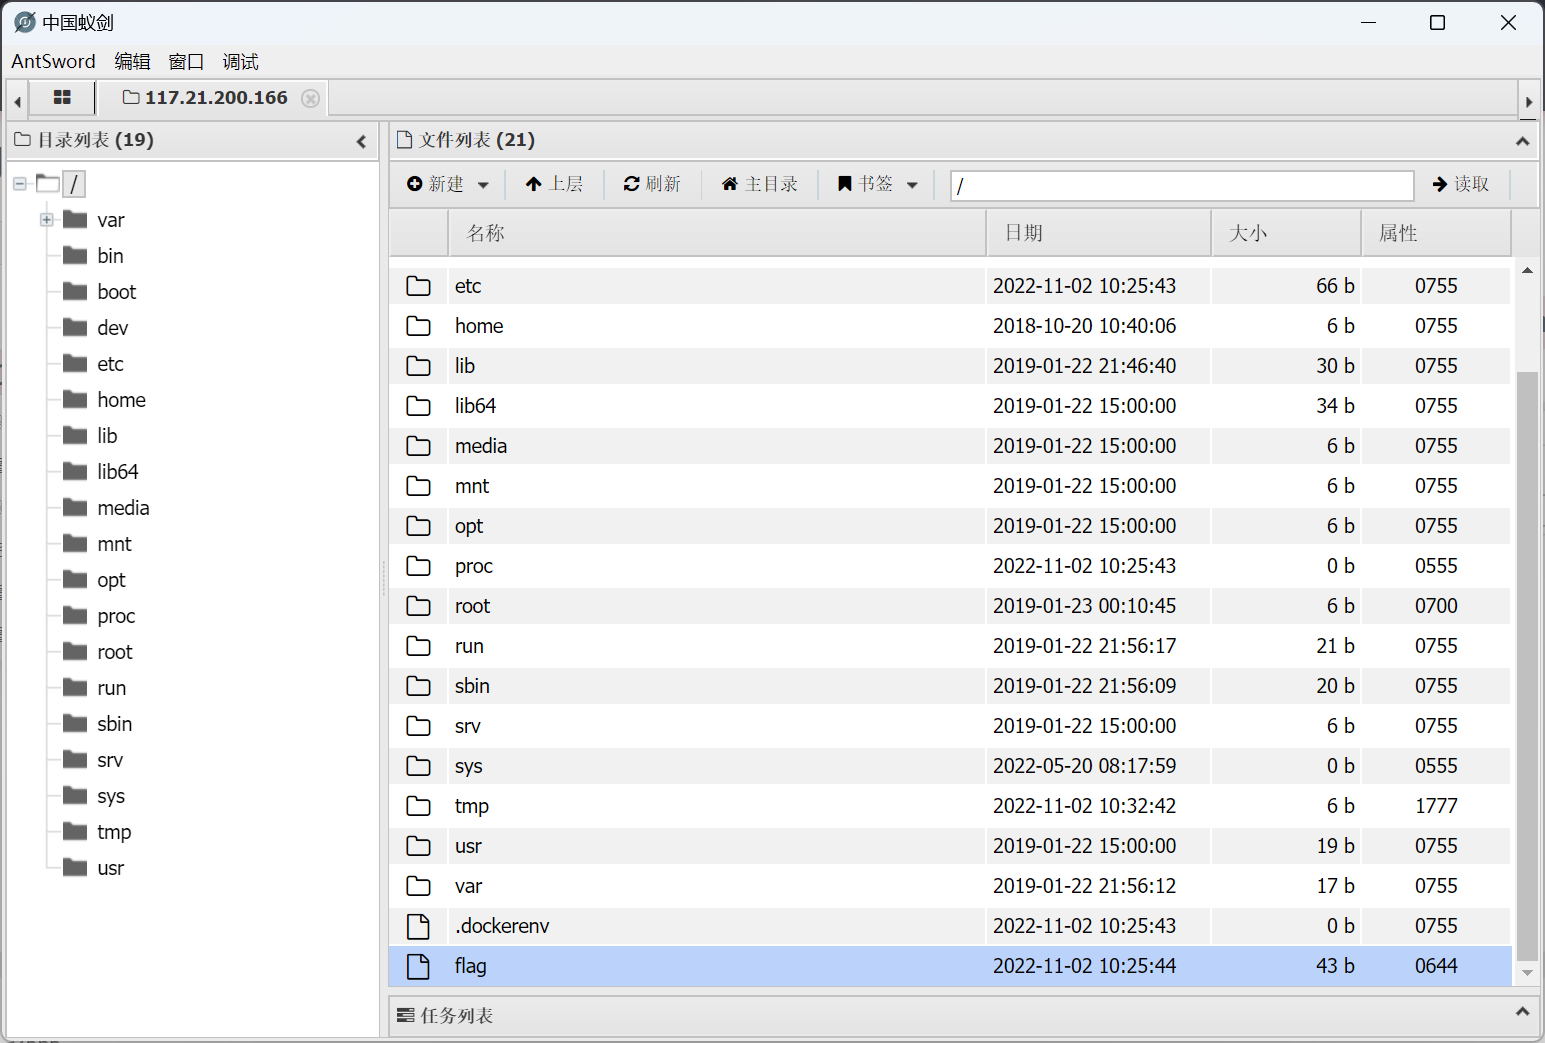 中国蚁剑
AntSword 编辑 窗口 调试
117.21.200.166
目录列表 (19)
/
var
bin
boot
dev
etc
home
lib
lib64
media
mnt
opt
proc
root
run
sbin
srv
sys
tmp
usr
文件列表 (21)
新建 上层 刷新 主目录 书签 / 读取
名称 日期 大小 属性
etc 2022-11-02 10:25:43 66 b 0755
home 2018-10-20 10:40:06 6 b 0755
lib 2019-01-22 21:46:40 30 b 0755
lib64 2019-01-22 15:00:00 34 b 0755
media 2019-01-22 15:00:00 6 b 0755
mnt 2019-01-22 15:00:00 6 b 0755
opt 2019-01-22 15:00:00 6 b 0755
proc 2022-11-02 10:25:43 0 b 0555
root 2019-01-23 00:10:45 6 b 0700
run 2019-01-22 21:56:17 21 b 0755
sbin 2019-01-22 21:56:09 20 b 0755
srv 2019-01-22 15:00:00 6 b 0755
sys 2022-05-20 08:17:59 0 b 0555
tmp 2022-11-02 10:32:42 6 b 1777
usr 2019-01-22 15:00:00 19 b 0755
var 2019-01-22 21:56:12 17 b 0755
.dockerenv 2022-11-02 10:25:43 0 b 0755
flag 2022-11-02 10:25:44 43 b 0644
任务列表